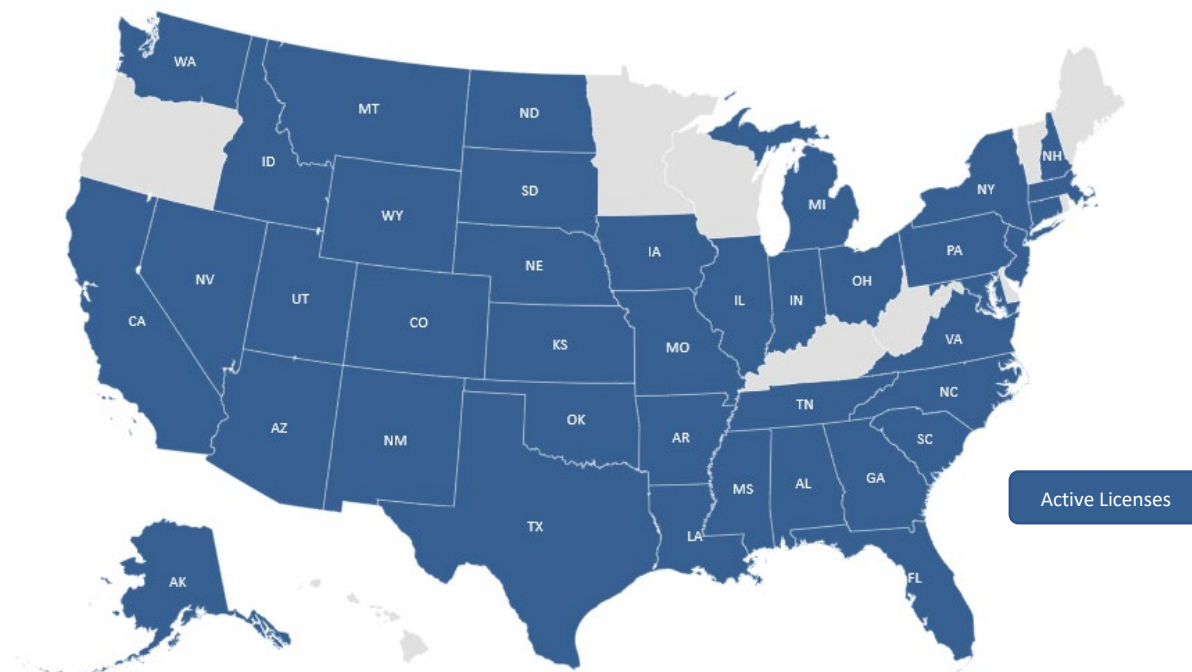 WA
MT
ND
ID
SD
WY
MI
NH
NY
NE
IA
PA
NV
UT
CO
IL
IN
OH
CA
KS
MO
VA
AZ
NM
OK
AR
TN
NC
SC
TX
MS
AL
GA
LA
Active Licenses
AK
FL